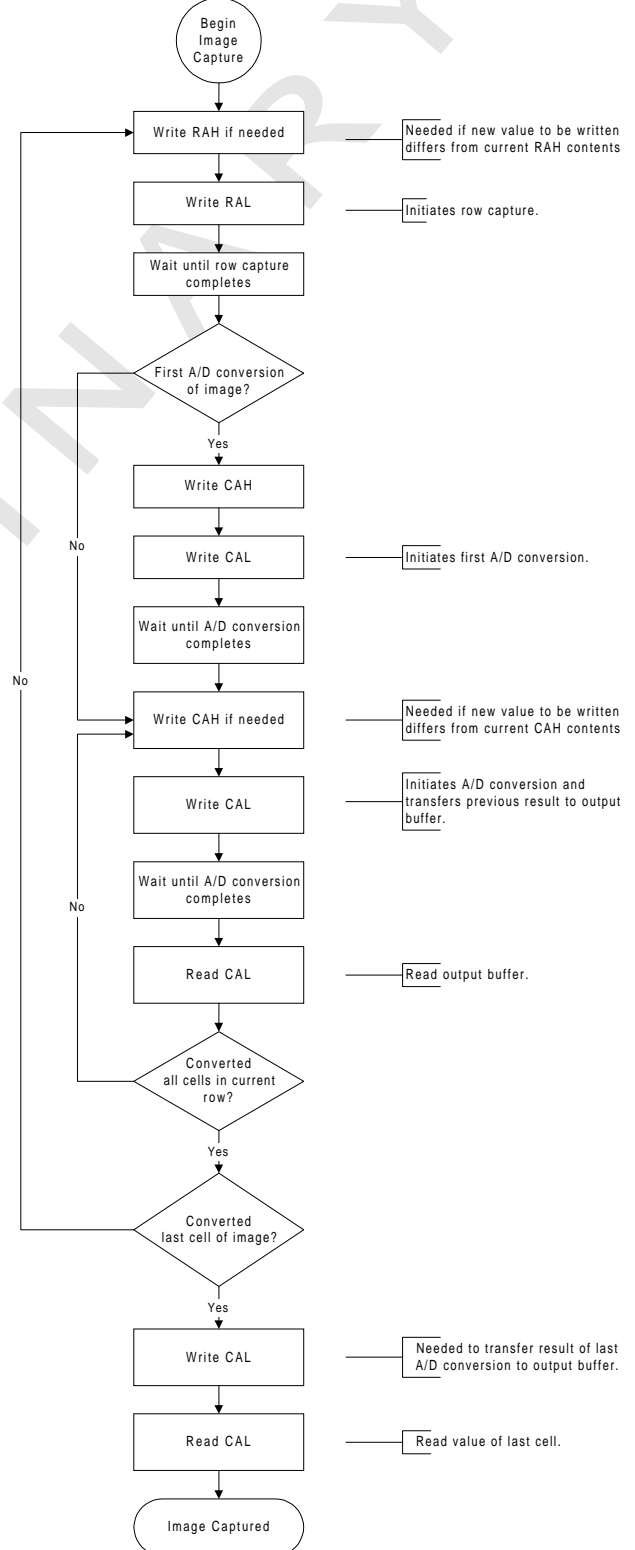 Begin
Image
Capture
Write RAH if needed
Needed if new value to be written
differs from current RAH contents
Write RAL
Initiates row capture.
Wait until row capture
completes
First A/D conversion
of image?
Yes
Write CAH
No
Write CAL
Initiates first A/D conversion.
Wait until A/D conversion
completes
No
Write CAH if needed
Needed if new value to be written
differs from current CAH contents
Write CAL
Initiates A/D conversion and
transfers previous result to output
buffer.
Wait until A/D conversion
completes
No
Read CAL
Read output buffer.
Converted
all cells in current
row?
Yes
Converted
last cell of image?
Yes
Write CAL
Needed to transfer result of last
A/D conversion to output buffer.
Read CAL
Read value of last cell.
Image Captured
INARY